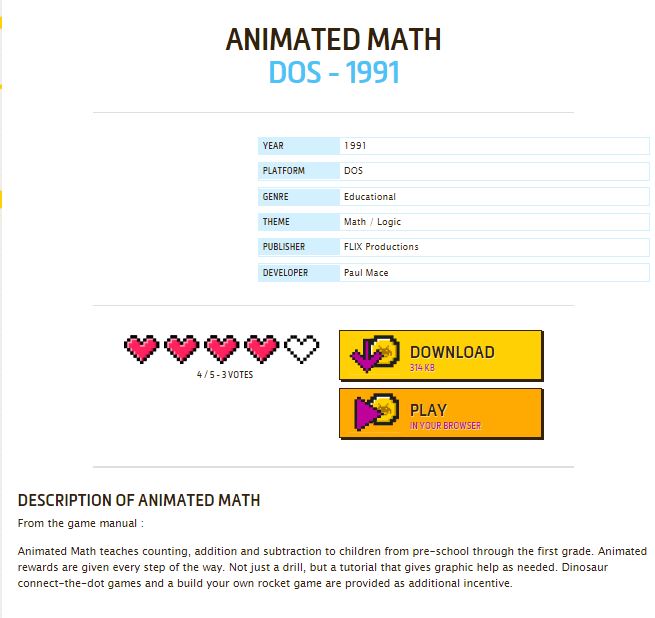 ANIMATED MATH
DOS - 1991
YEAR 1991
PLATFORM DOS
GENRE Educational
THEME Math / Logic
PUBLISHER FLIX Productions
DEVELOPER Paul Mace
4 / 5 - 3 VOTES
DOWNLOAD
314 KB
PLAY
IN YOUR BROWSER
DESCRIPTION OF ANIMATED MATH
From the game manual :
Animated Math teaches counting, addition and subtraction to children from pre-school through the first grade. Animated
rewards are given every step of the way. Not just a drill, but a tutorial that gives graphic help as needed. Dinosaur
connect-the-dot games and a build your own rocket game are provided as additional incentive.